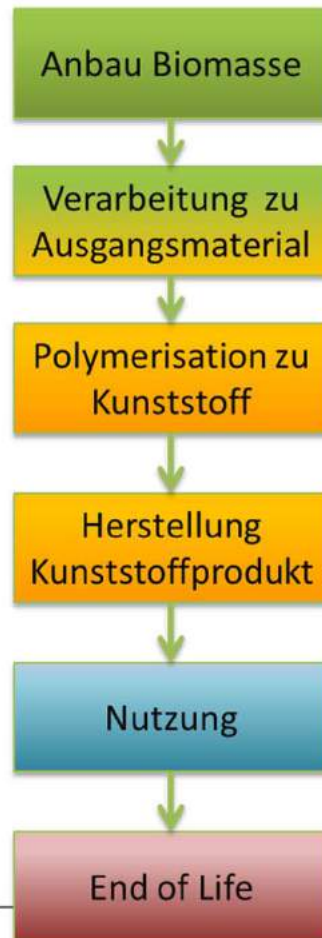 Anbau Biomasse
Verarbeitung zu
Ausgangsmaterial
Polymerisation zu
Kunststoff
Herstellung
Kunststoffprodukt
Nutzung
End of Life